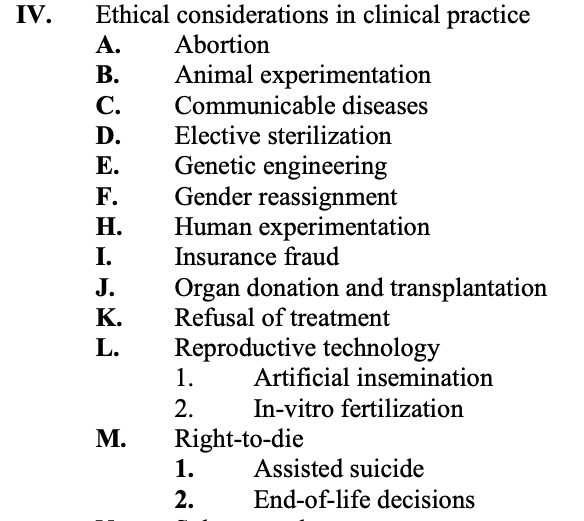 IV. Ethical considerations in clinical practice
A. Abortion
B. Animal experimentation
C. Communicable diseases
D. Elective sterilization
E. Genetic engineering
F. Gender reassignment
H. Human experimentation
I. Insurance fraud
J. Organ donation and transplantation
K. Refusal of treatment
L. Reproductive technology
1. Artificial insemination
2. In-vitro fertilization
M. Right-to-die
1. Assisted suicide
2. End-of-life decisions